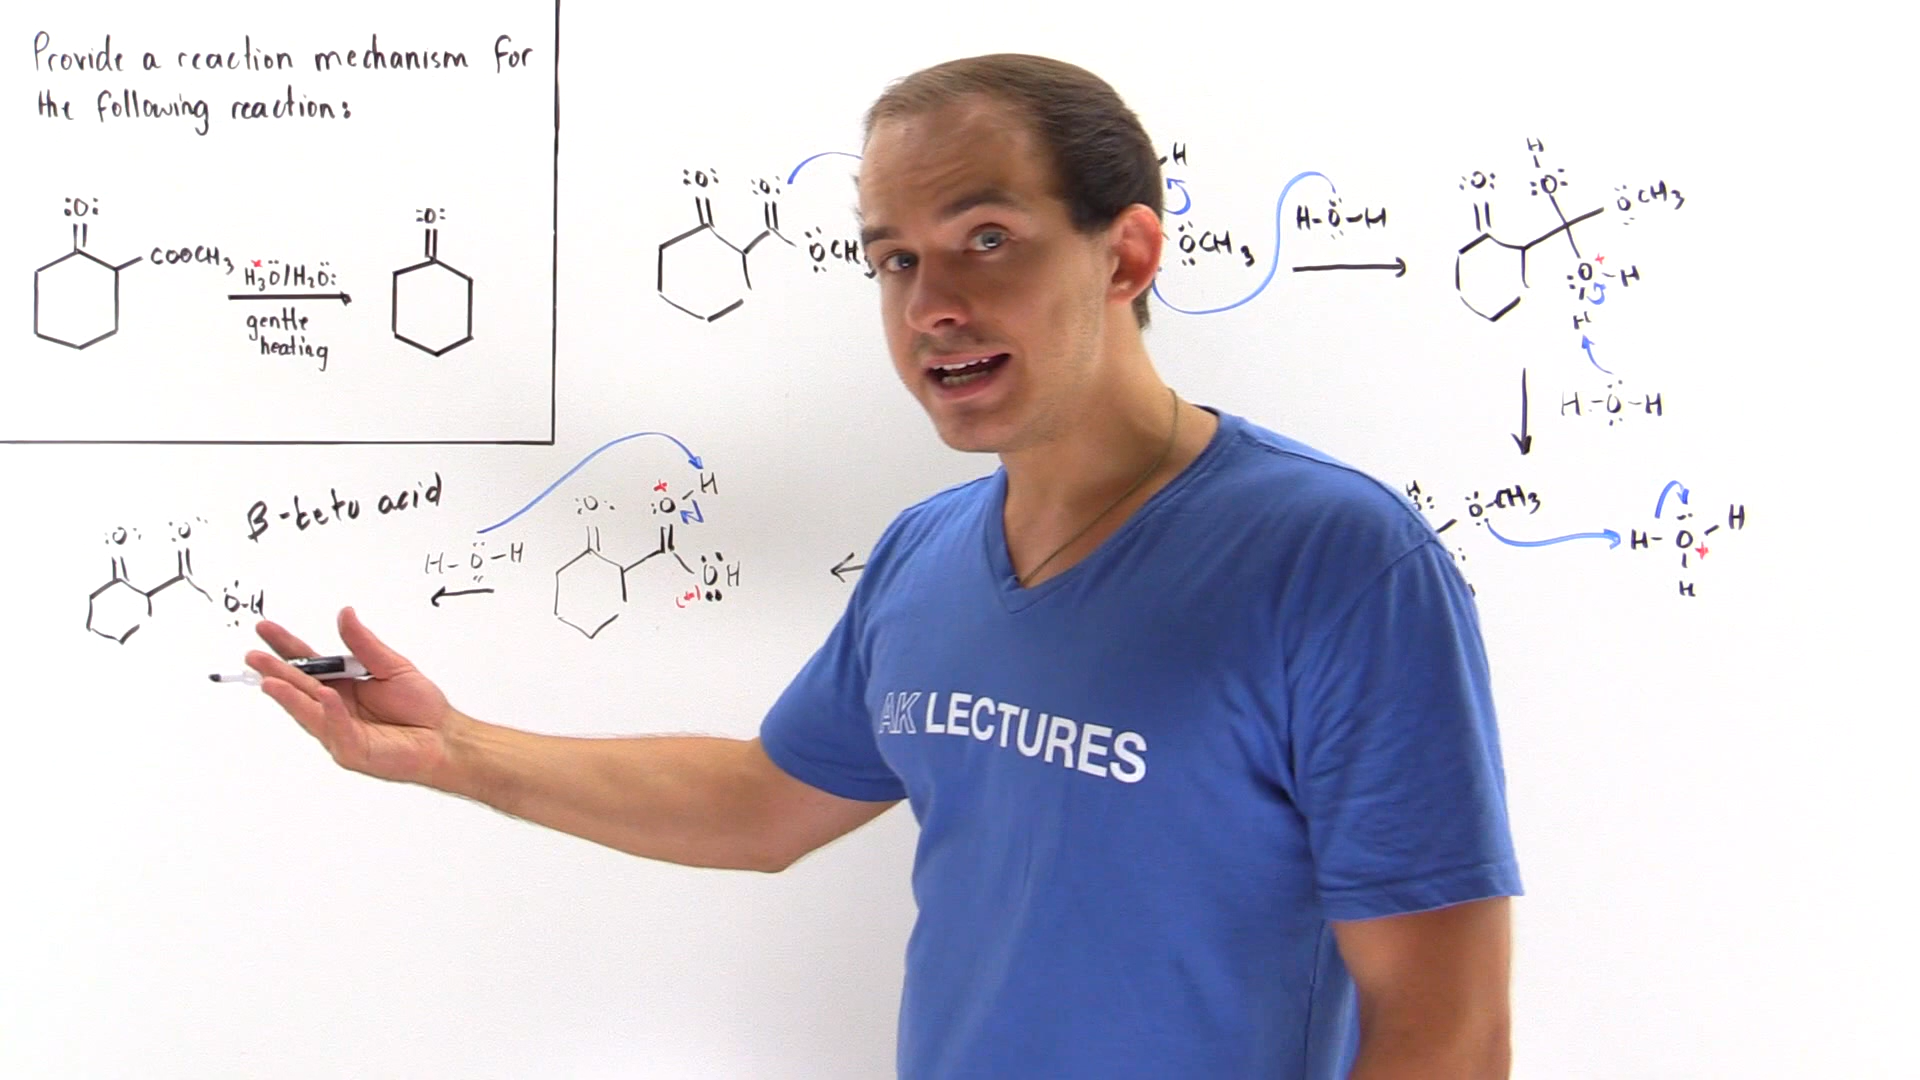 Provide a reaction mechanism for
the following reaction:
:O:
COOCH3
H3O+/H2O:
gentle
heating
:O:
:O: :O:
OCH3
H
OCH3
H-O-H
H
:O: :O:
OCH3
:O+-H
H
H-O-H
O-CH3
H-O+
H
H
β-keto acid
:O: :O:
O-H
H-O-H
:O: :O+
H
OH
(+)
AK LECTURES